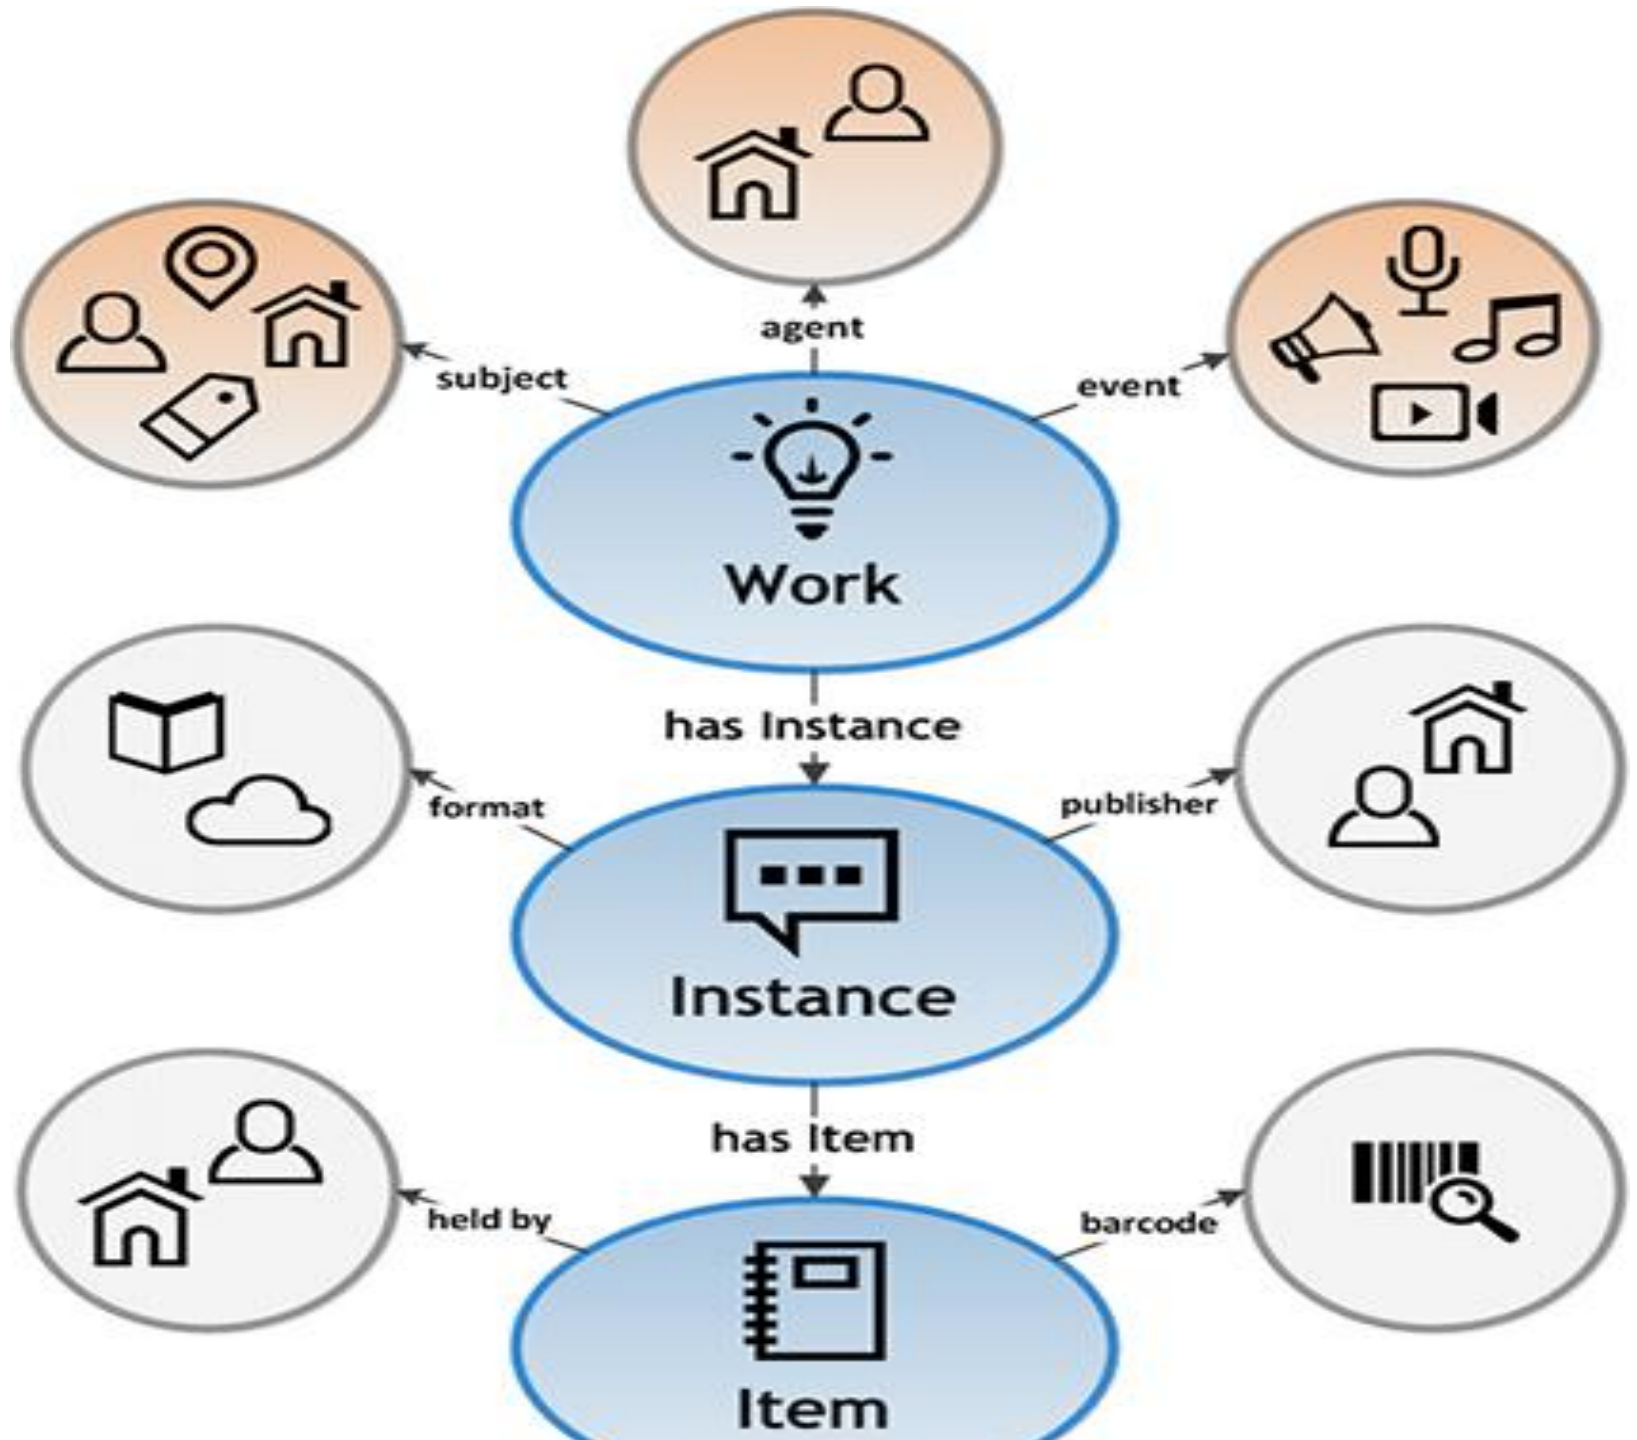 agent
subject
event
Work
has Instance
format
publisher
Instance
has Item
held by
barcode
Item